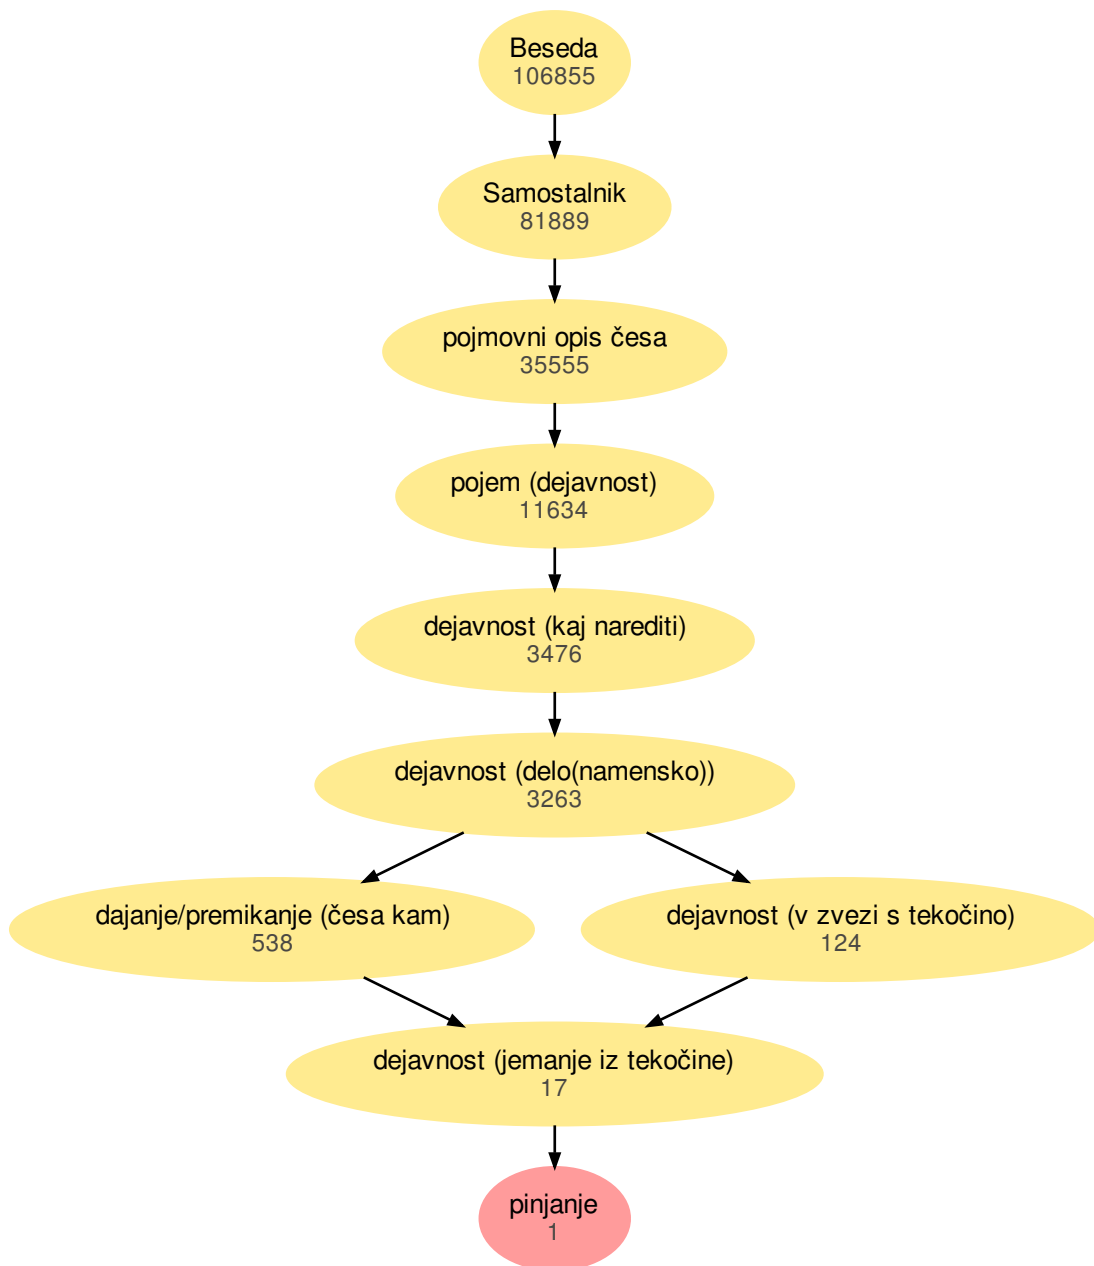 Beseda
106855
Samostalnik
81889
pojmovni opis česa
35555
pojem (dejavnost)
11634
dejavnost (kaj narediti)
3476
dejavnost (delo(namensko))
3263
dajanje/premikanje (česa kam)
538
dejavnost (v zvezi s tekočino)
124
dejavnost (jemanje iz tekočine)
17
pinjanje
1